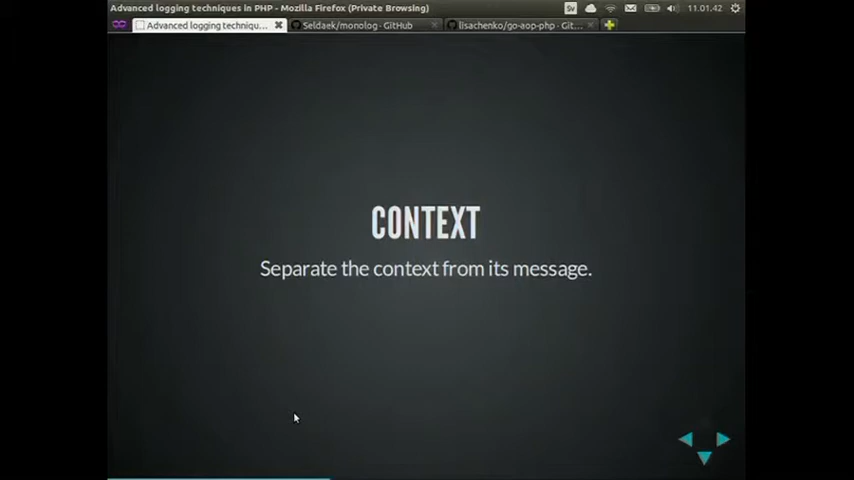 Advanced logging techniques in PHP - Mozilla Firefox (Private Browsing)
Sv
11.01.42
Advanced logging techniqu...
Seldaek/monolog · GitHub
lisachenko/go-aop-php · Git...
CONTEXT
Separate the context from its message.